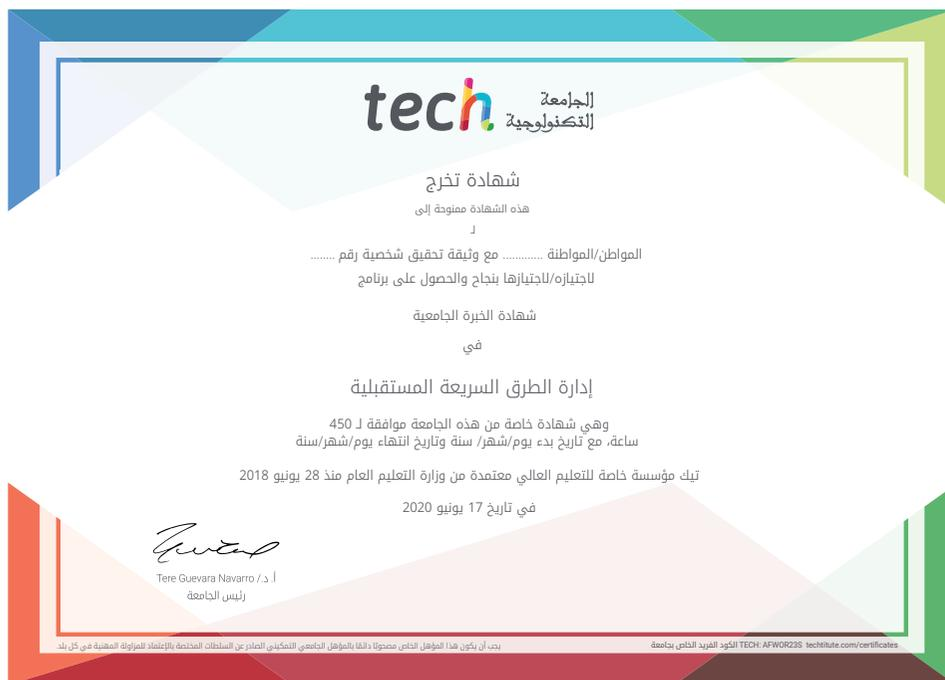 tech الجامعة
التكنولوجية
شهادة تخرج
هذه الشهادة ممنوحة إلى
لـ
المواطن/المواطنة ............. مع وثيقة تحقيق شخصية رقم ........
لاجتيازه/لاجتيازها بنجاح والحصول على برنامج
شهادة الخبرة الجامعية
في
إدارة الطرق السريعة المستقبلية
وهي شهادة خاصة من هذه الجامعة موافقة لـ 450
ساعة، مع تاريخ بدء يوم/شهر/ سنة وتاريخ انتهاء يوم/شهر/سنة
تيك مؤسسة خاصة للتعليم العالي معتمدة من وزارة التعليم العام منذ 28 يونيو 2018
في تاريخ 17 يونيو 2020
أ. د./ Tere Guevara Navarro
رئيس الجامعة
الكود الفريد الخاص بجامعة TECH: AFWOR23S techtitute.com/certificates
يجب أن يكون هذا المؤهل الخاص مصحوبًا دائمًا بالمؤهل الجامعي التمكيني الصادر عن السلطات المختصة بالإعتماد للمزاولة المهنية في كل بلد.